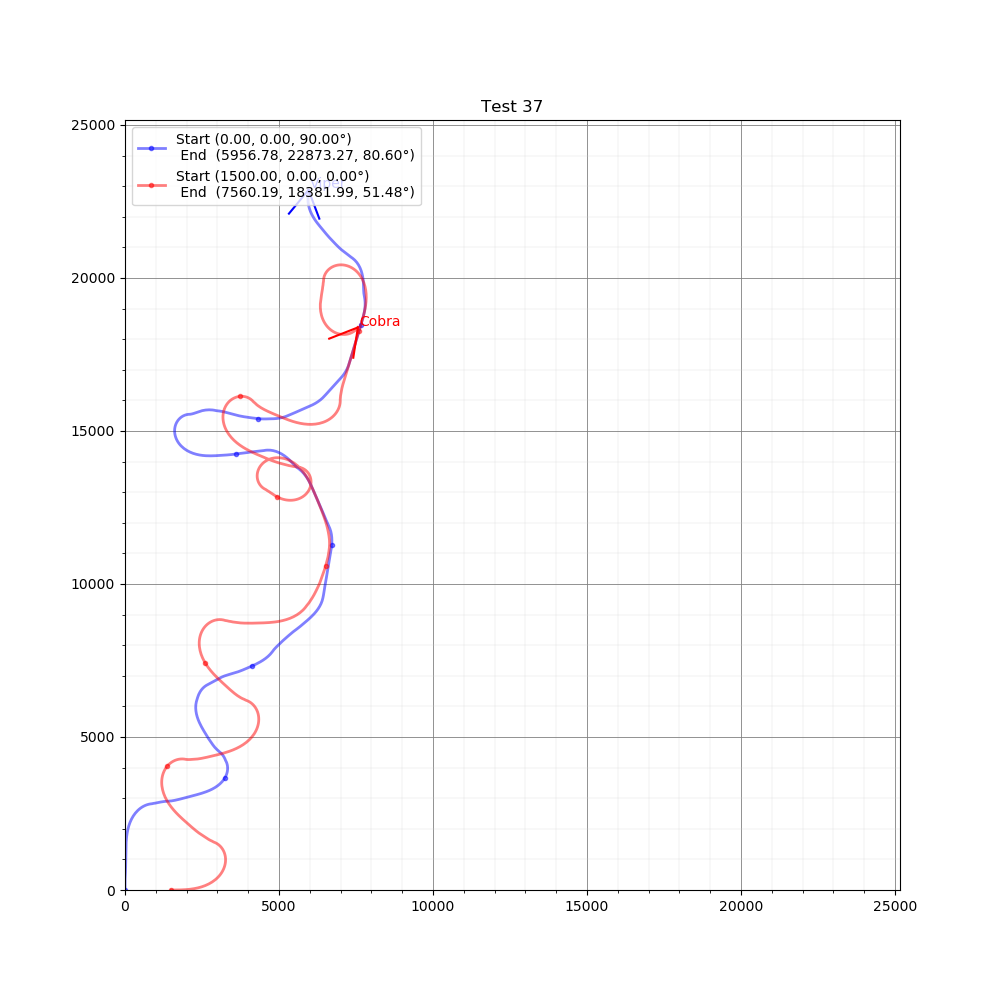 Test 37
25000
20000
15000
10000
5000
0
Start (0.00, 0.00, 90.00°)
End (5956.78, 22873.27, 80.60°)
Start (1500.00, 0.00, 0.00°)
End (7560.19, 18381.99, 51.48°)
Cobra
0
5000
10000
15000
20000
25000